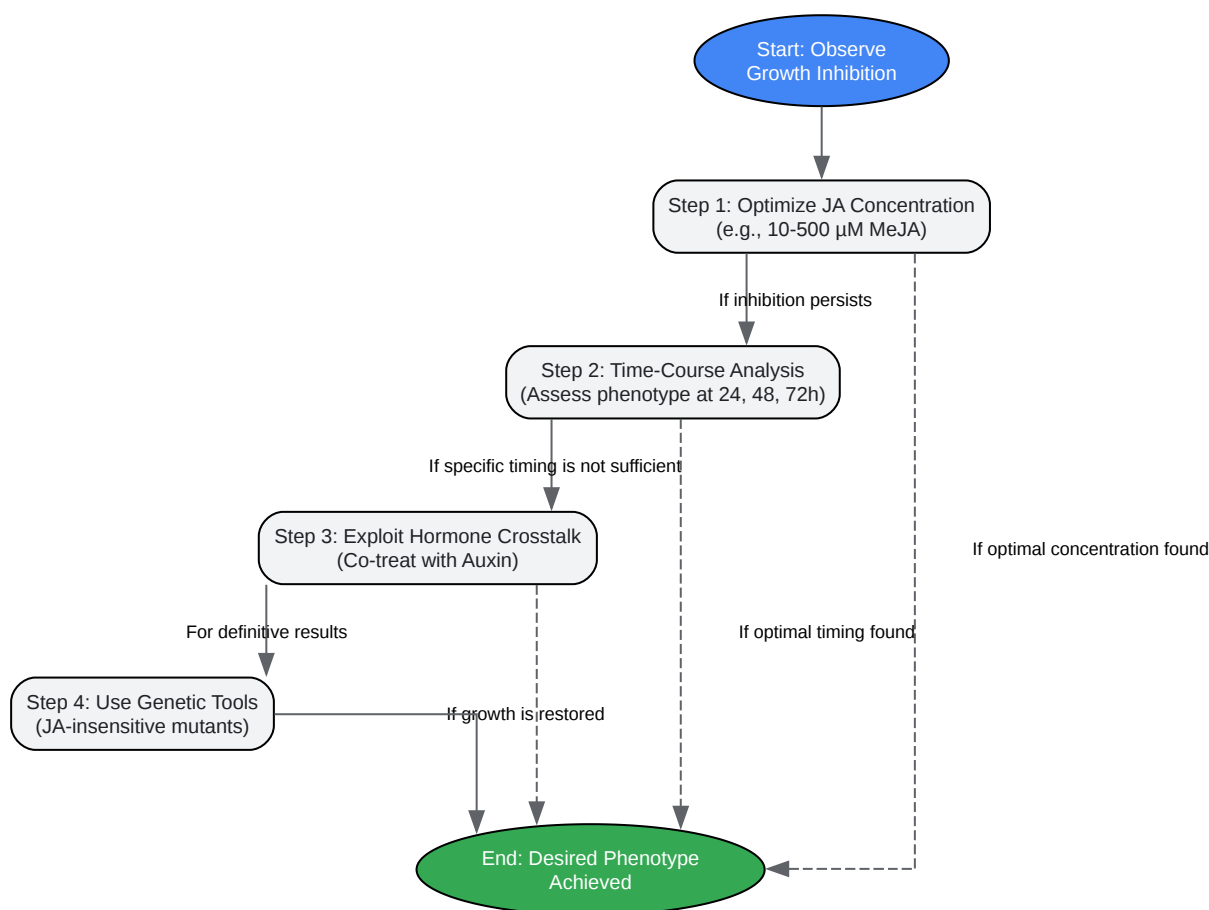 Start: Observe
Growth Inhibition
Step 1: Optimize JA Concentration
(e.g., 10-500 µM MeJA)
If inhibition persists
Step 2: Time-Course Analysis
(Assess phenotype at 24, 48, 72h)
If specific timing is not sufficient
Step 3: Exploit Hormone Crosstalk
(Co-treat with Auxin)
If optimal concentration found
For definitive results
If optimal timing found
Step 4: Use Genetic Tools
(JA-insensitive mutants)
If growth is restored
End: Desired Phenotype
Achieved